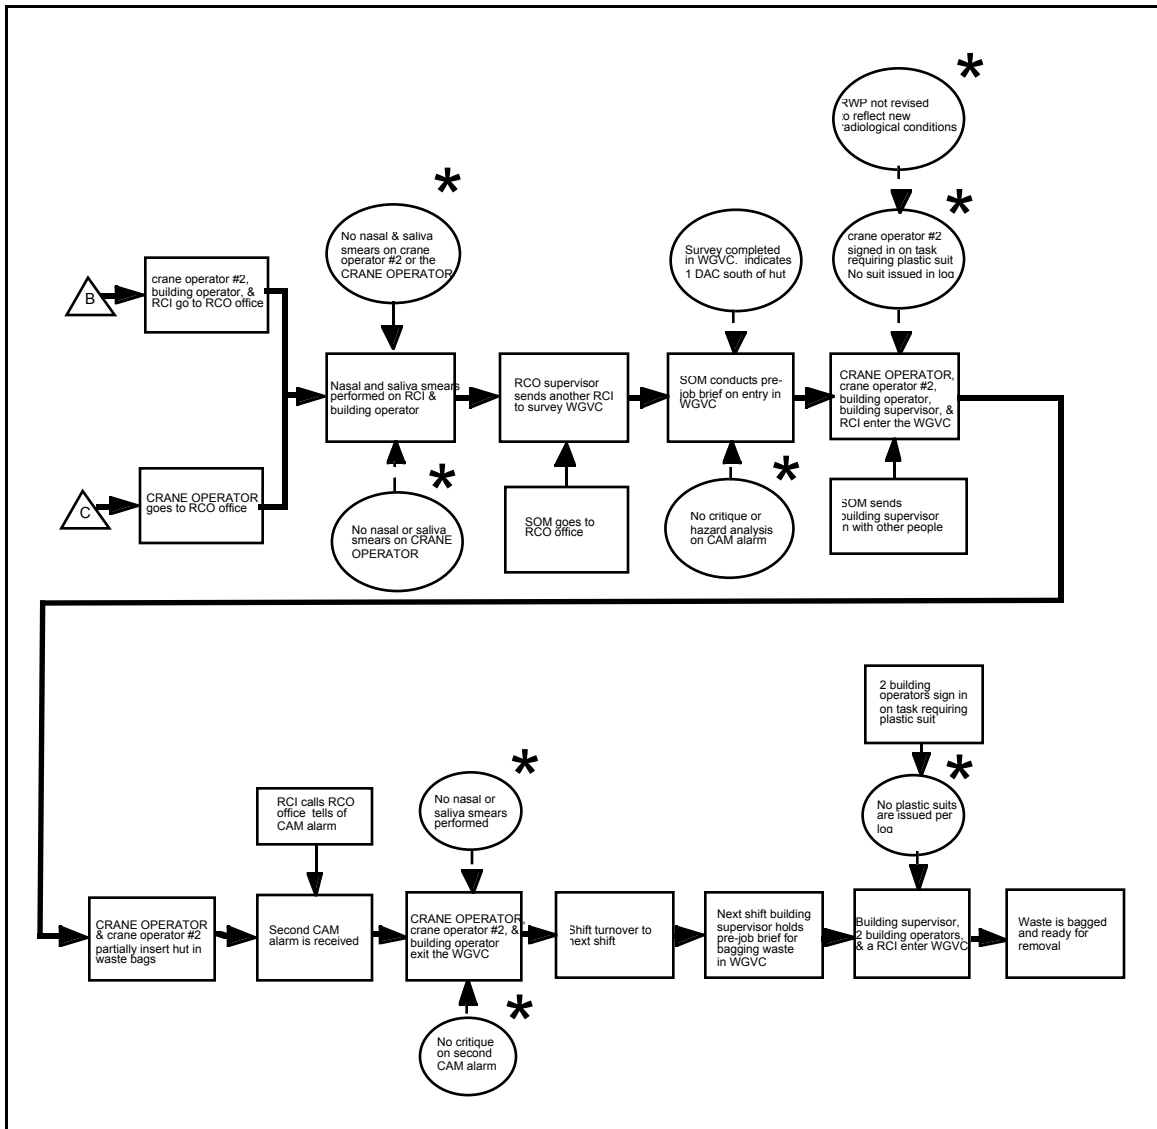 *
RWP not revised
to reflect new
radiological conditions
*
No nasal & saliva
smears on crane
operator #2 or the
CRANE OPERATOR
Survey completed
in WGVC. indicates
1 DAC south of hut
*
crane operator #2
signed in on task
requiring plastic suit
No suit issued in log
B
crane operator #2,
building operator, &
RCI go to RCO office
Nasal and saliva smears
performed on RCI &
building operator
RCO supervisor
sends another RCI
to survey WGVC
SOM conducts pre-
job brief on entry in
WGVC
CRANE OPERATOR,
crane operator #2,
building operator,
building supervisor, &
RCI enter the WGVC
C
CRANE OPERATOR
goes to RCO office
*
No nasal or saliva
smears on CRANE
OPERATOR
SOM goes to
RCO office
*
No critique or
hazard analysis
on CAM alarm
SOM sends
building supervisor
in with other people
2 building
operators sign in
on task requiring
plastic suit
RCI calls RCO
office tells of
CAM alarm
*
No nasal or
saliva smears
performed
*
No plastic suits
are issued per
log
CRANE OPERATOR
& crane operator #2
partially insert hut in
waste bags
Second CAM
alarm is received
CRANE OPERATOR,
crane operator #2, &
building operator
exit the WGVC
Shift turnover to
next shift
Next shift building
supervisor holds
pre-job brief for
bagging waste
in WGVC
Building supervisor,
2 building operators,
& a RCI enter WGVC
Waste is bagged
and ready for
removal
*
No critique
on second
CAM alarm